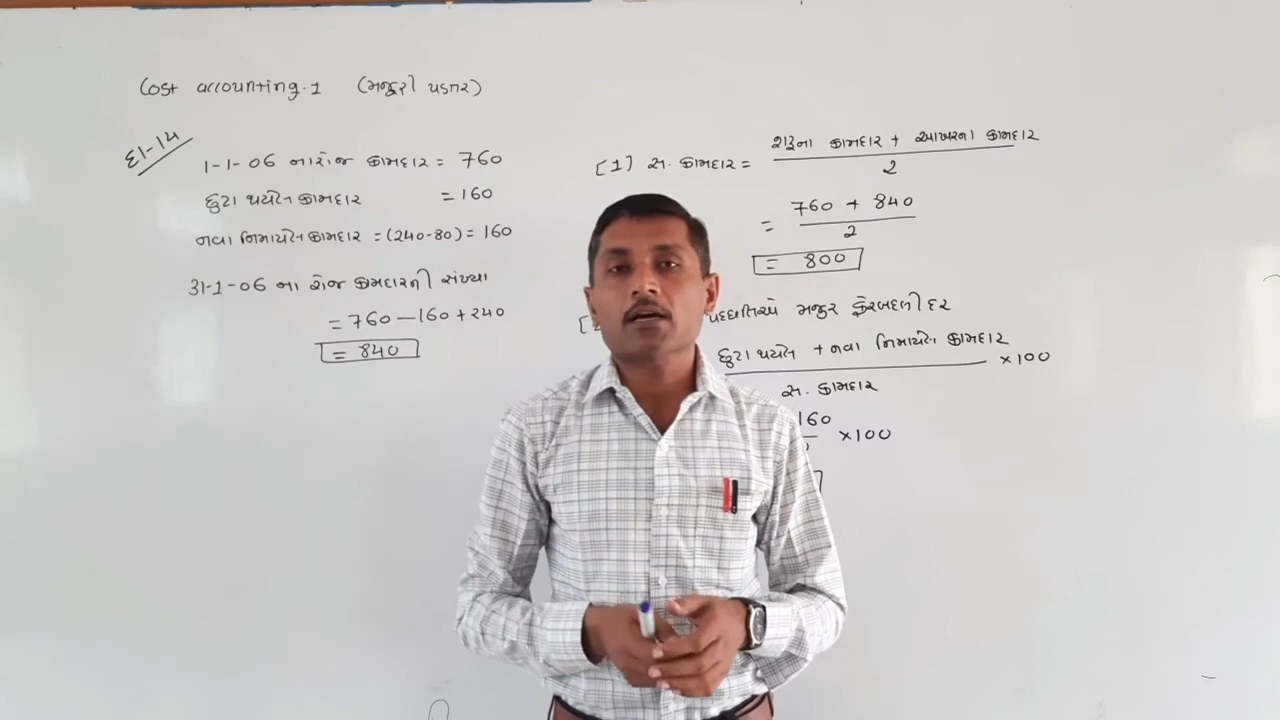 Cost accounting.1 (મજુરી પડતર)
દા-14
1-1-06 નારોજ કામદાર = 760
છુટા થયેલ કામદાર = 160
નવા નિમાયેલ કામદાર = (240-80) = 160
31-1-06 ના રોજ કામદારની સંખ્યા
= 760 — 160 + 240
= 840
[1] સ. કામદાર = શરૂના કામદાર + આખરના કામદાર
2
= 760 + 840
2
= 800
પદ્ધતિએ મજુર ફેરબદલી દર
છુટા થયેલ + નવા નિમાયેલ કામદાર ×100
સ. કામદાર
160 ×100